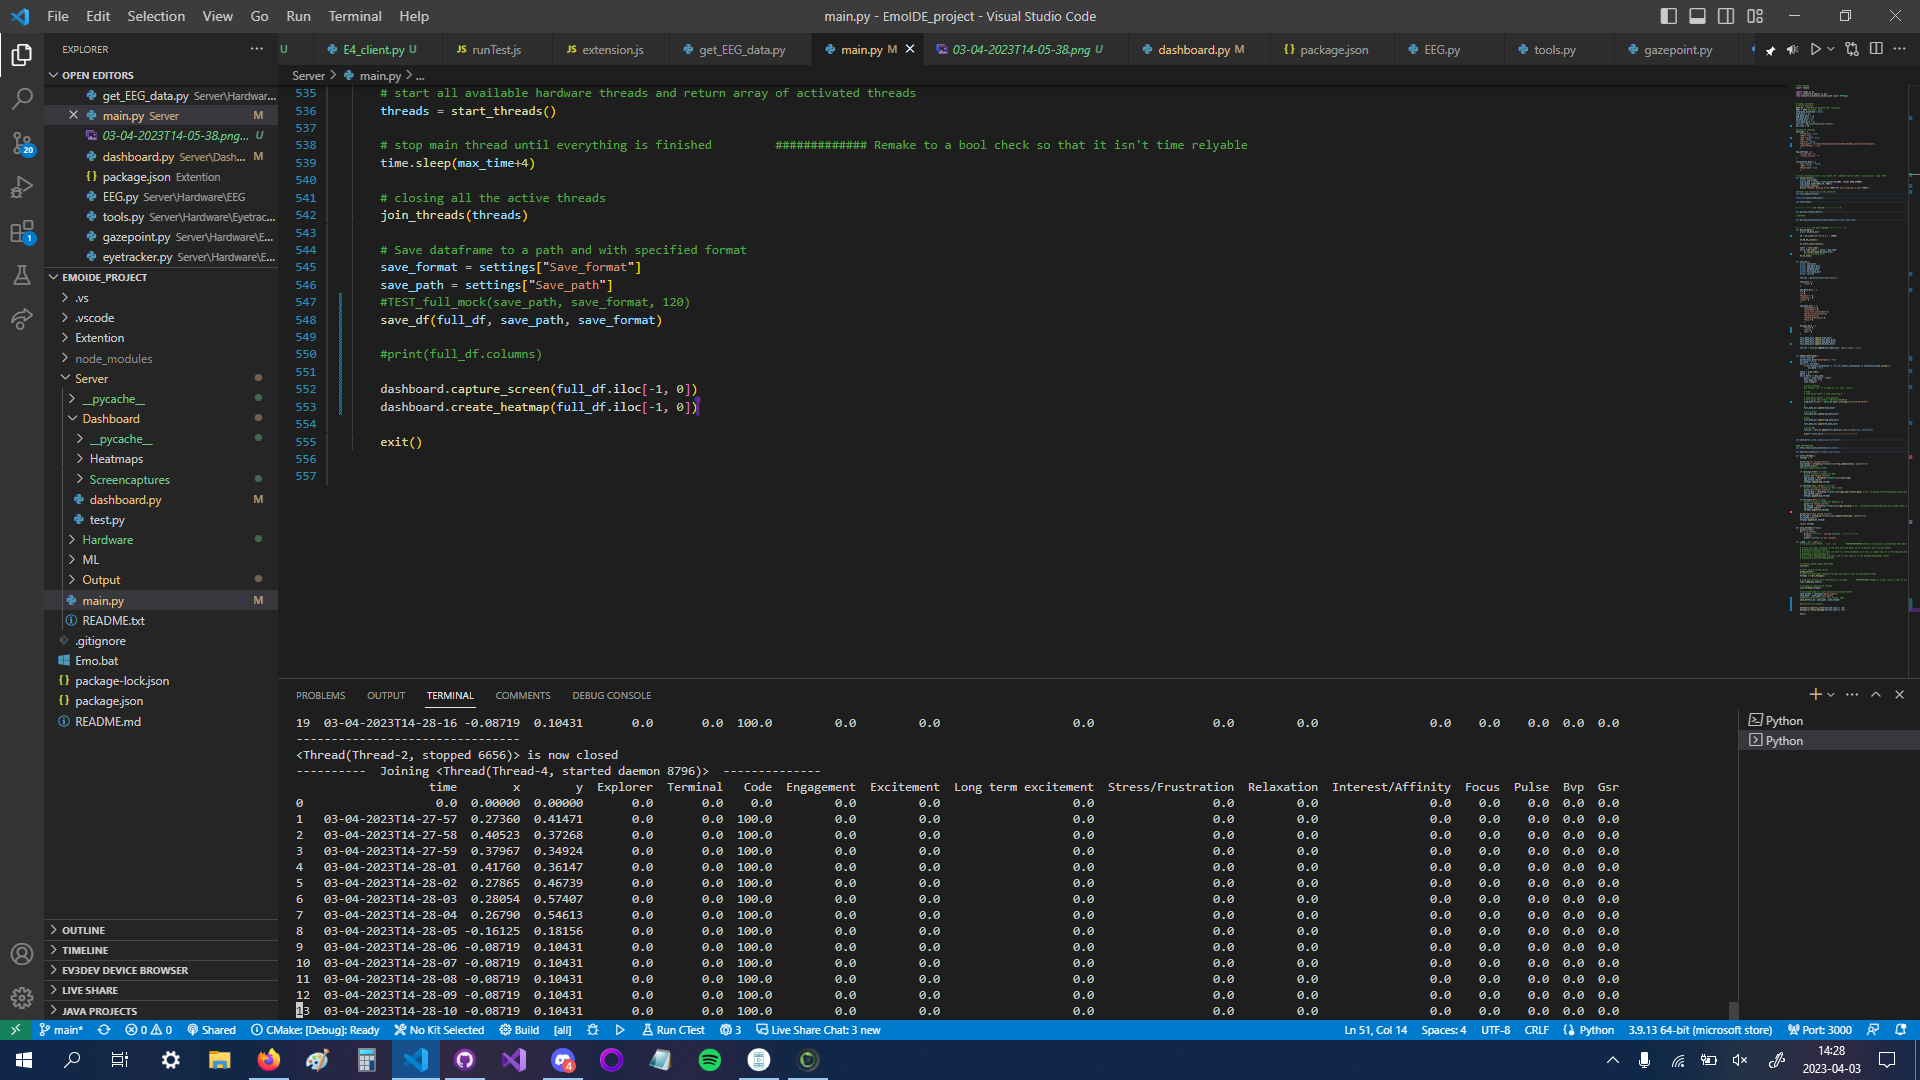 File Edit Selection View Go Run Terminal Help
main.py - EmoIDE_project - Visual Studio Code
EXPLORER
U E4_client.py U runTest.js extension.js get_EEG_data.py main.py M 03-04-2023T14-05-38.png U dashboard.py M package.json EEG.py tools.py gazepoint.py
Server > main.py > ...
OPEN EDITORS
get_EEG_data.py Server\Hardwar...
main.py Server M
03-04-2023T14-05-38.png... U
dashboard.py Server\Dash... M
package.json Extention
EEG.py Server\Hardware\EEG
tools.py Server\Hardware\Eyetrac...
gazepoint.py Server\Hardware\E...
eyetracker.py Server\Hardware\E...
EMOIDE_PROJECT
.vs
.vscode
Extention
node_modules
Server
__pycache__
Dashboard
__pycache__
Heatmaps
Screencaptures
dashboard.py M
test.py
Hardware
ML
Output
main.py M
README.txt
.gitignore
Emo.bat
package-lock.json
package.json
README.md
OUTLINE
TIMELINE
EV3DEV DEVICE BROWSER
LIVE SHARE
JAVA PROJECTS
20
1
535 # start all available hardware threads and return array of activated threads
536 threads = start_threads()
537
538 # stop main thread until everything is finished ############# Remake to a bool check so that it isn't time relyable
539 time.sleep(max_time+4)
540
541 # closing all the active threads
542 join_threads(threads)
543
544 # Save dataframe to a path and with specified format
545 save_format = settings["Save_format"]
546 save_path = settings["Save_path"]
547 #TEST_full_mock(save_path, save_format, 120)
548 save_df(full_df, save_path, save_format)
549
550 #print(full_df.columns)
551
552 dashboard.capture_screen(full_df.iloc[-1, 0])
553 dashboard.create_heatmap(full_df.iloc[-1, 0])
554
555 exit()
556
557
PROBLEMS OUTPUT TERMINAL COMMENTS DEBUG CONSOLE
Python
Python
19 03-04-2023T14-28-16 -0.08719 0.10431 0.0 0.0 100.0 0.0 0.0 0.0 0.0 0.0 0.0 0.0 0.0 0.0 0.0
--------------------------------
<Thread(Thread-2, stopped 6656)> is now closed
---------- Joining <Thread(Thread-4, started daemon 8796)> --------------
time x y Explorer Terminal Code Engagement Excitement Long term excitement Stress/Frustration Relaxation Interest/Affinity Focus Pulse Bvp Gsr
0 0.0 0.00000 0.00000 0.0 0.0 0.0 0.0 0.0 0.0 0.0 0.0 0.0 0.0 0.0 0.0 0.0
1 03-04-2023T14-27-57 0.27360 0.41471 0.0 0.0 100.0 0.0 0.0 0.0 0.0 0.0 0.0 0.0 0.0 0.0 0.0
2 03-04-2023T14-27-58 0.40523 0.37268 0.0 0.0 100.0 0.0 0.0 0.0 0.0 0.0 0.0 0.0 0.0 0.0 0.0
3 03-04-2023T14-27-59 0.37967 0.34924 0.0 0.0 100.0 0.0 0.0 0.0 0.0 0.0 0.0 0.0 0.0 0.0 0.0
4 03-04-2023T14-28-01 0.41760 0.36147 0.0 0.0 100.0 0.0 0.0 0.0 0.0 0.0 0.0 0.0 0.0 0.0 0.0
5 03-04-2023T14-28-02 0.27865 0.46739 0.0 0.0 100.0 0.0 0.0 0.0 0.0 0.0 0.0 0.0 0.0 0.0 0.0
6 03-04-2023T14-28-03 0.28054 0.57407 0.0 0.0 100.0 0.0 0.0 0.0 0.0 0.0 0.0 0.0 0.0 0.0 0.0
7 03-04-2023T14-28-04 0.26790 0.54613 0.0 0.0 100.0 0.0 0.0 0.0 0.0 0.0 0.0 0.0 0.0 0.0 0.0
8 03-04-2023T14-28-05 -0.16125 0.18156 0.0 0.0 100.0 0.0 0.0 0.0 0.0 0.0 0.0 0.0 0.0 0.0 0.0
9 03-04-2023T14-28-06 -0.08719 0.10431 0.0 0.0 100.0 0.0 0.0 0.0 0.0 0.0 0.0 0.0 0.0 0.0 0.0
10 03-04-2023T14-28-07 -0.08719 0.10431 0.0 0.0 100.0 0.0 0.0 0.0 0.0 0.0 0.0 0.0 0.0 0.0 0.0
11 03-04-2023T14-28-08 -0.08719 0.10431 0.0 0.0 100.0 0.0 0.0 0.0 0.0 0.0 0.0 0.0 0.0 0.0 0.0
12 03-04-2023T14-28-09 -0.08719 0.10431 0.0 0.0 100.0 0.0 0.0 0.0 0.0 0.0 0.0 0.0 0.0 0.0 0.0
13 03-04-2023T14-28-10 -0.08719 0.10431 0.0 0.0 100.0 0.0 0.0 0.0 0.0 0.0 0.0 0.0 0.0 0.0 0.0
main* 0 0 Shared CMake: [Debug]: Ready No Kit Selected Build [all] Run CTest 3 Live Share Chat: 3 new Ln 51, Col 14 Spaces: 4 UTF-8 CRLF Python 3.9.13 64-bit (microsoft store) Port: 3000
4
14:28
2023-04-03